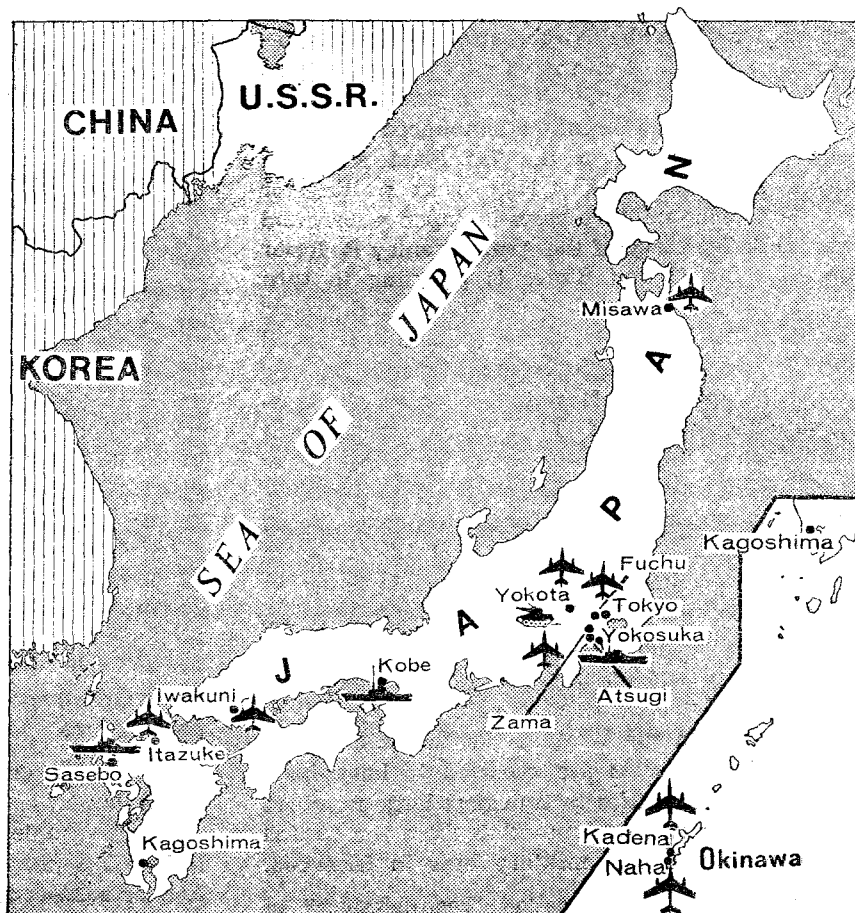 CHINA
U.S.S.R.
KOREA
SEA OF JAPAN
JAPAN
Misawa
Kagoshima
Fuchu
Yokota
Tokyo
Yokosuka
Kobe
Atsugi
Zama
Iwakuni
Itazuke
Sasebo
Kagoshima
Kadena
Naha
Okinawa